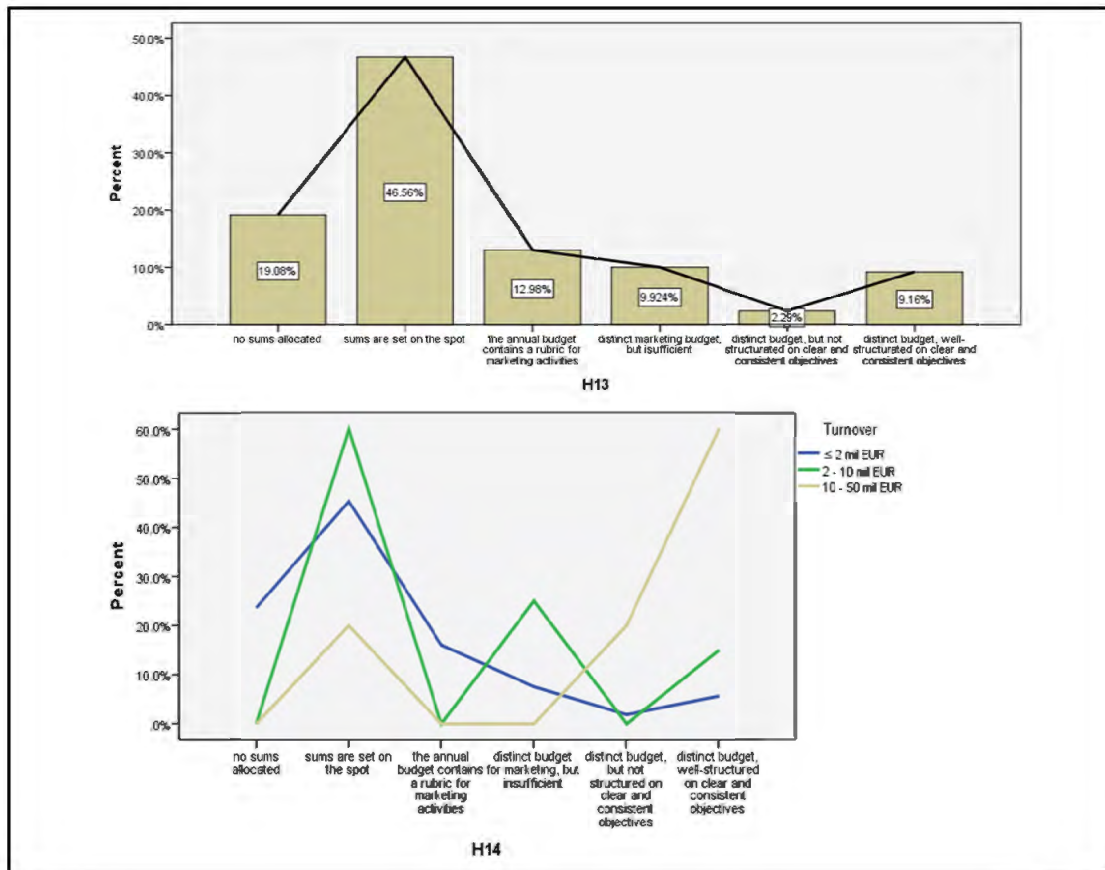 50.0%
40.0%
30.0%
20.0%
10.0%
0%
Percent
19.08%
46.56%
12.98%
9.924%
2.29%
9.16%
no sums allocated
sums are set on the spot
the annual budget
contains a rubric for
marketing activities
distinct marketing budget,
but isufficient
distinct budget, but not
structurated on clear and
consistent objectives
distinct budget, well-
structurated on clear and
consistent objectives
H13
60.0%
50.0%
40.0%
30.0%
20.0%
10.0%
.0%
Percent
Turnover
≤ 2 mil EUR
2 - 10 mil EUR
10 - 50 mil EUR
no sums
allocated
sums are set on
the spot
the annual
budget contains
a rubric for
marketing
activities
distinct budget
for marketing, but
insufficient
distinct budget,
but not
structured on
clear and
consistent
objectives
distinct budget,
well-structured
on clear and
consistent
objectives
H14